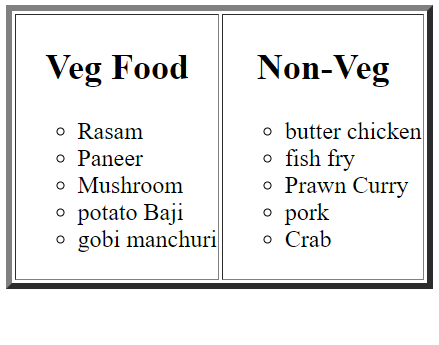 Veg Food
Rasam
Paneer
Mushroom
potato Baji
gobi manchuri
Non-Veg
butter chicken
fish fry
Prawn Curry
pork
Crab